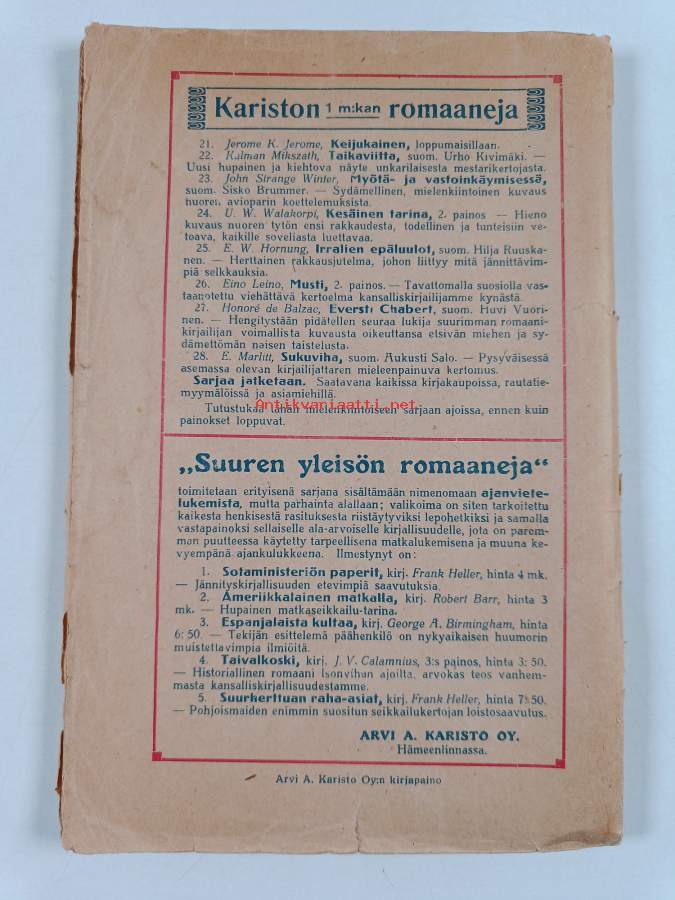 Kariston 1 m:kan romaaneja
21. Jerome K. Jerome, Keijukainen, loppumaisillaan.
22. Kálman Mikszath, Taikaviitta, suom. Urho Kivimäki. —
Uusi hupainen ja kiehtova näyte unkarilaisesta mestarikertojasta.
23. John Strange Winter, Myötä- ja vastoinkäymisessä,
suom. Sisko Brummer. — Sydämellinen, mielenkiintoinen kuvaus
nuoren avioparin koettelemuksista.
24. U. W. Walakorpi, Kesäinen tarina, 2. painos — Hieno
kuvaus nuoren tytön ensi rakkaudesta, todellinen ja tunteisiin ve-
toava, kaikille soveliasta luettavaa.
25. E. W. Hornung, Irralien epäluulot, suom. Hilja Ruuska-
nen. — Herttainen rakkausjutelma, johon liittyy mitä jännittävim-
piä selkkauksia.
26. Eino Leino, Musti, 2. painos. — Tavattomalla suosiolla vas-
taanotettu viehättävä kertoelma kansalliskirjailijamme kynästä.
27. Honoré de Balzac, Eversti Chabert, suom. Huvi Vuori-
nen. — Hengitystään pidätellen seuraa lukija suurimman romaani-
kirjailijan voimallista kuvausta oikeuttansa etsivän miehen ja sy-
dämettömän naisen taistelusta.
28. E. Marlitt, Sukuviha, suom. Aukusti Salo. — Pysyväisessä
asemassa olevan kirjailijattaren mieleenpainuva kertomus.
Sarjaa jatketaan. Saatavana kaikissa kirjakaupoissa, rautatie-
myymälöissä ja asiamiehillä.
Antikvariaatti.net
Tutustukaa tähän mielenkiintoiseen sarjaan ajoissa, ennen kuin
painokset loppuvat.
„Suuren yleisön romaaneja“
toimitetaan erityisenä sarjana sisältämään nimenomaan ajanviete-
lukemista, mutta parhainta alallaan; valikoima on siten tarkoitettu
kaikesta henkisestä rasituksesta riistäytyviksi lepohetkiksi ja samalla
vastapainoksi sellaiselle ala-arvoiselle kirjallisuudelle, jota on parem-
man puutteessa käytetty tarpeellisena matkalukemisena ja muuna ke-
vyempänä ajankulukkeena. Ilmestynyt on:
1. Sotaministeriön paperit, kirj. Frank Heller, hinta 4 mk.
— Jännityskirjallisuuden etevimpiä saavutuksia.
2. Ameriikkalainen matkalla, kirj. Robert Barr, hinta 3
mk. — Hupainen matkaseikkailu-tarina.
3. Espanjalaista kultaa, kirj. George A. Birmingham, hinta
6: 50. — Tekijän esittelemä päähenkilö on nykyaikaisen huumorin
muistettavimpia ilmiöitä.
4. Taivalkoski, kirj. J. V. Calamnius, 3:s painos, hinta 3: 50.
— Historiallinen romaani Isonvihan ajoilta, arvokas teos vanhem-
masta kansalliskirjallisuudestamme.
5. Suurherttuan raha-asiat, kirj. Frank Heller, hinta 7: 50.
— Pohjoismaiden enimmin suositun seikkailukertojan loistosaavutus.
ARVI A. KARISTO OY.
Hämeenlinnassa.
Arvi A. Karisto Oy:n kirjapaino